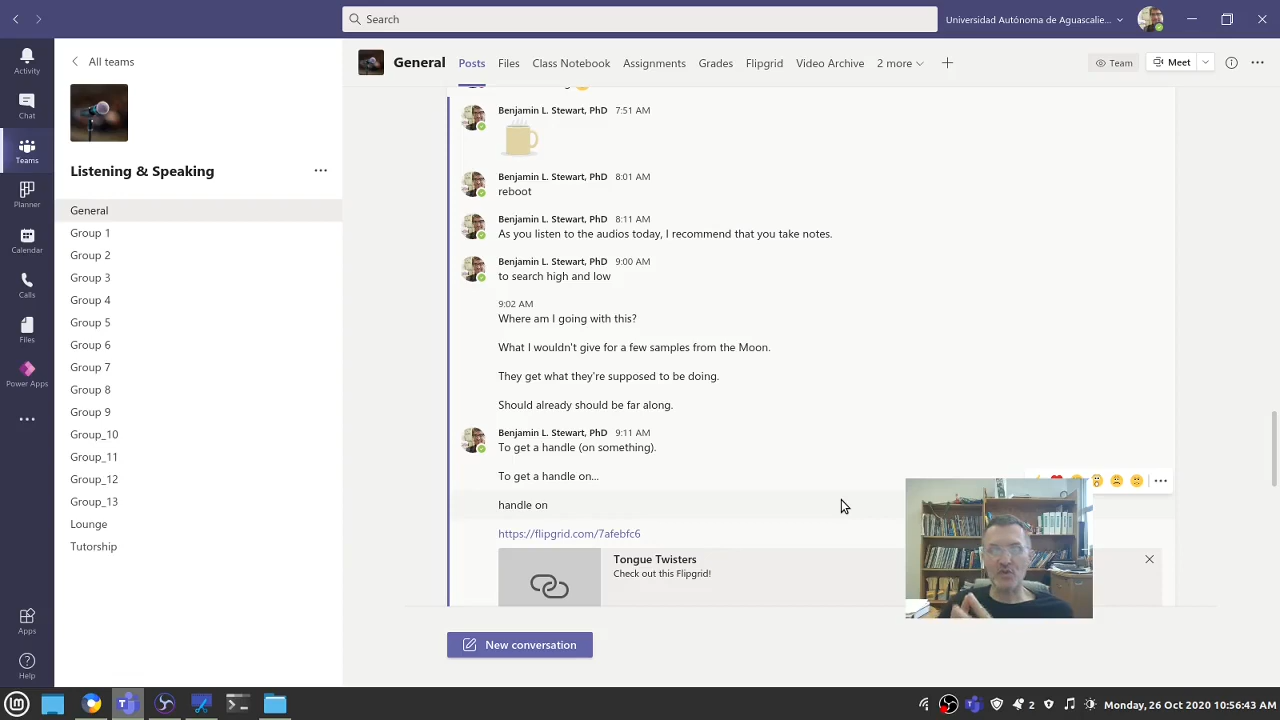 Search
Universidad Autónoma de Aguascalie...
Activity
Chat
Teams
Planner
Calendar
Calls
Files
Power Apps
Apps
Help
All teams
Listening & Speaking
General
Group 1
Group 2
Group 3
Group 4
Group 5
Group 6
Group 7
Group 8
Group 9
Group_10
Group_11
Group_12
Group_13
Lounge
Tutorship
General Posts Files Class Notebook Assignments Grades Flipgrid Video Archive 2 more
Team Meet
Benjamin L. Stewart, PhD 7:51 AM
Benjamin L. Stewart, PhD 8:01 AM
reboot
Benjamin L. Stewart, PhD 8:11 AM
As you listen to the audios today, I recommend that you take notes.
Benjamin L. Stewart, PhD 9:00 AM
to search high and low
9:02 AM
Where am I going with this?
What I wouldn't give for a few samples from the Moon.
They get what they're supposed to be doing.
Should already should be far along.
Benjamin L. Stewart, PhD 9:11 AM
To get a handle (on something).
To get a handle on...
handle on
https://flipgrid.com/7afebfc6
Tongue Twisters
Check out this Flipgrid!
New conversation
2 Monday, 26 Oct 2020 10:56:43 AM